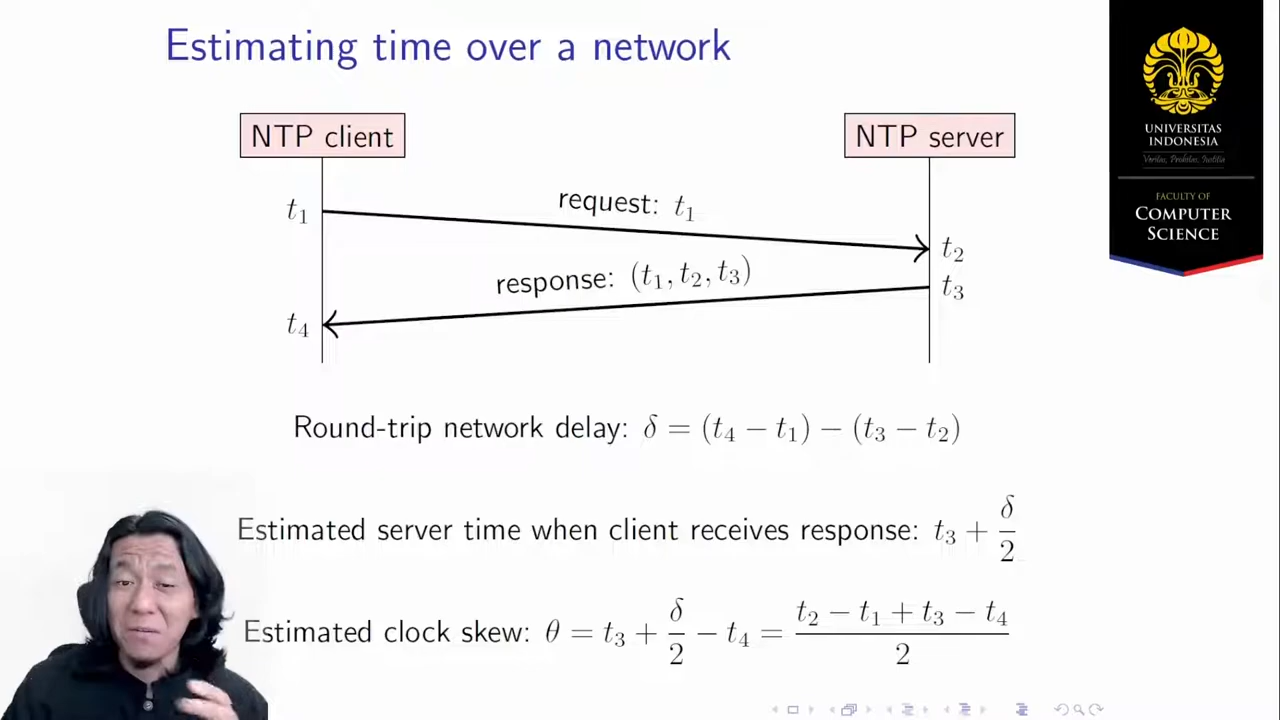 Estimating time over a network
UNIVERSITAS
INDONESIA
Veritas, Probitas, Iustitia
FACULTY OF
COMPUTER
SCIENCE
NTP client
NTP server
t₁
request: t₁
t₂
response: (t₁, t₂, t₃)
t₃
t₄
Round-trip network delay: δ = (t₄ − t₁) − (t₃ − t₂)
Estimated server time when client receives response: t₃ + δ/2
Estimated clock skew: θ = t₃ + δ/2 − t₄ = (t₂ − t₁ + t₃ − t₄)/2